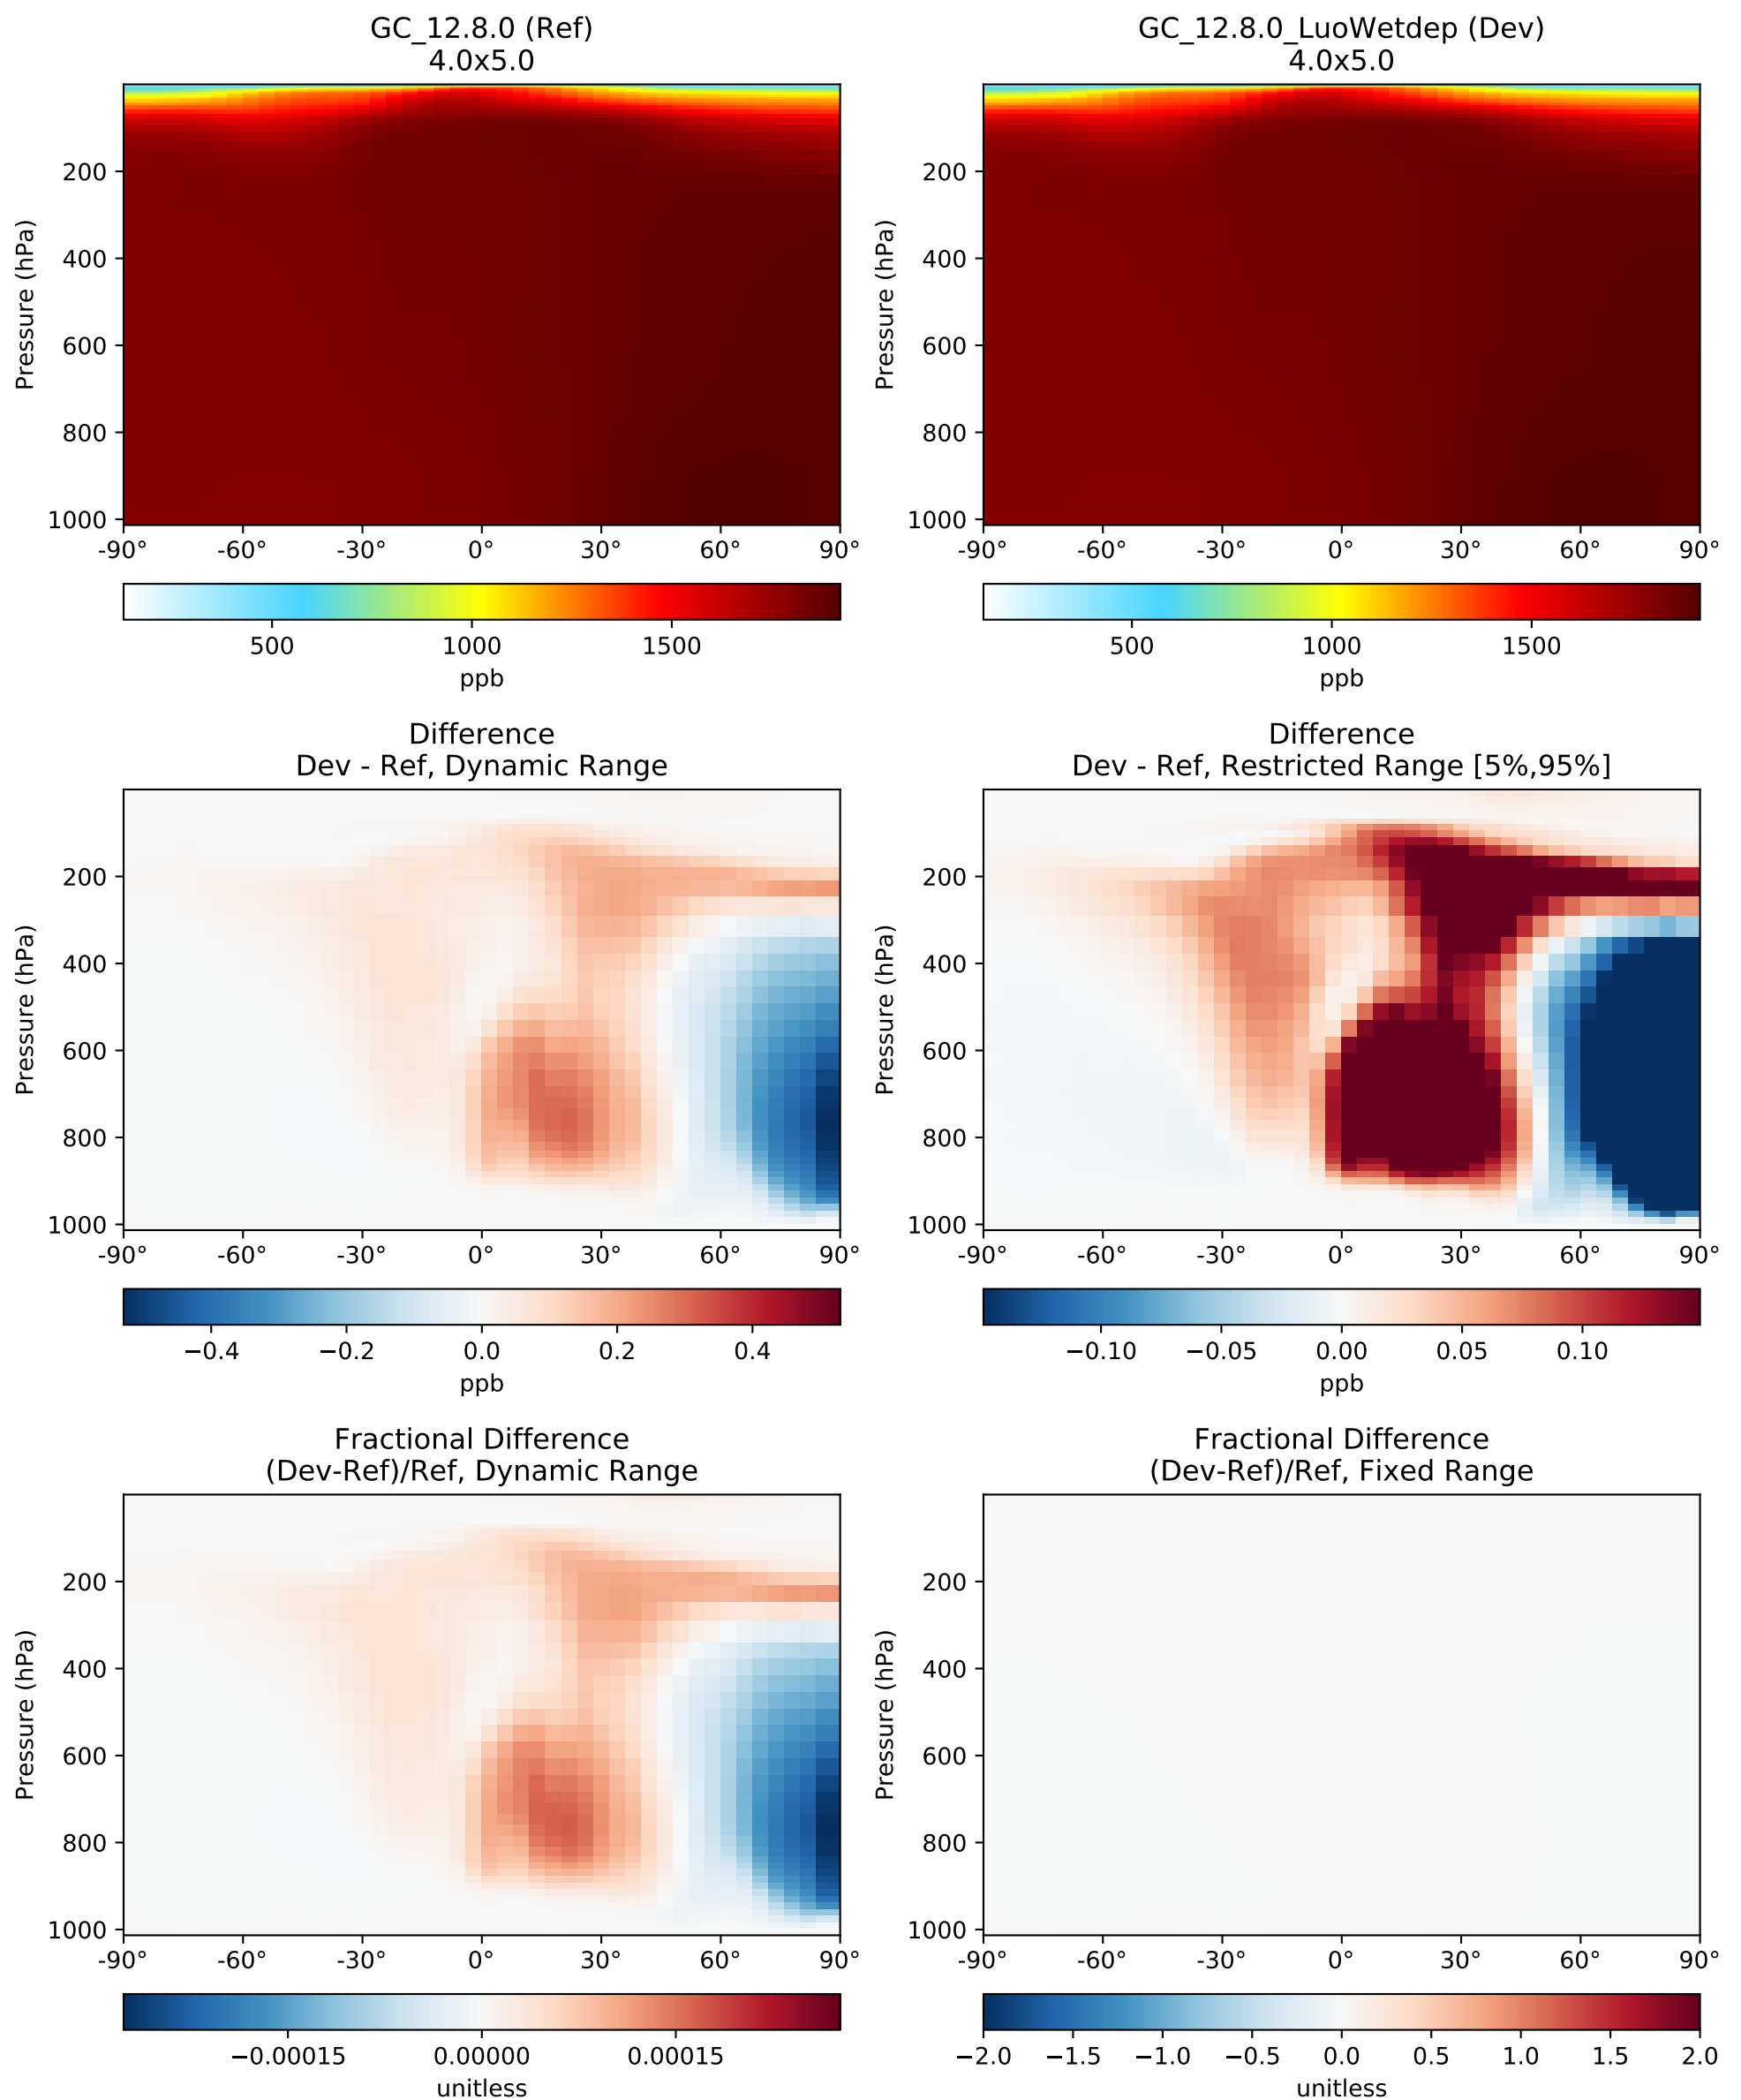 GC_12.8.0 (Ref)
4.0x5.0
Pressure (hPa)
200
400
600
800
1000
-90° -60° -30° 0° 30° 60° 90°
500 1000 1500
ppb
GC_12.8.0_LuoWetdep (Dev)
4.0x5.0
Pressure (hPa)
200
400
600
800
1000
-90° -60° -30° 0° 30° 60° 90°
500 1000 1500
ppb
Difference
Dev - Ref, Dynamic Range
Pressure (hPa)
200
400
600
800
1000
-90° -60° -30° 0° 30° 60° 90°
−0.4 −0.2 0.0 0.2 0.4
ppb
Difference
Dev - Ref, Restricted Range [5%,95%]
Pressure (hPa)
200
400
600
800
1000
-90° -60° -30° 0° 30° 60° 90°
−0.10 −0.05 0.00 0.05 0.10
ppb
Fractional Difference
(Dev-Ref)/Ref, Dynamic Range
Pressure (hPa)
200
400
600
800
1000
-90° -60° -30° 0° 30° 60° 90°
−0.00015 0.00000 0.00015
unitless
Fractional Difference
(Dev-Ref)/Ref, Fixed Range
Pressure (hPa)
200
400
600
800
1000
-90° -60° -30° 0° 30° 60° 90°
−2.0 −1.5 −1.0 −0.5 0.0 0.5 1.0 1.5 2.0
unitless